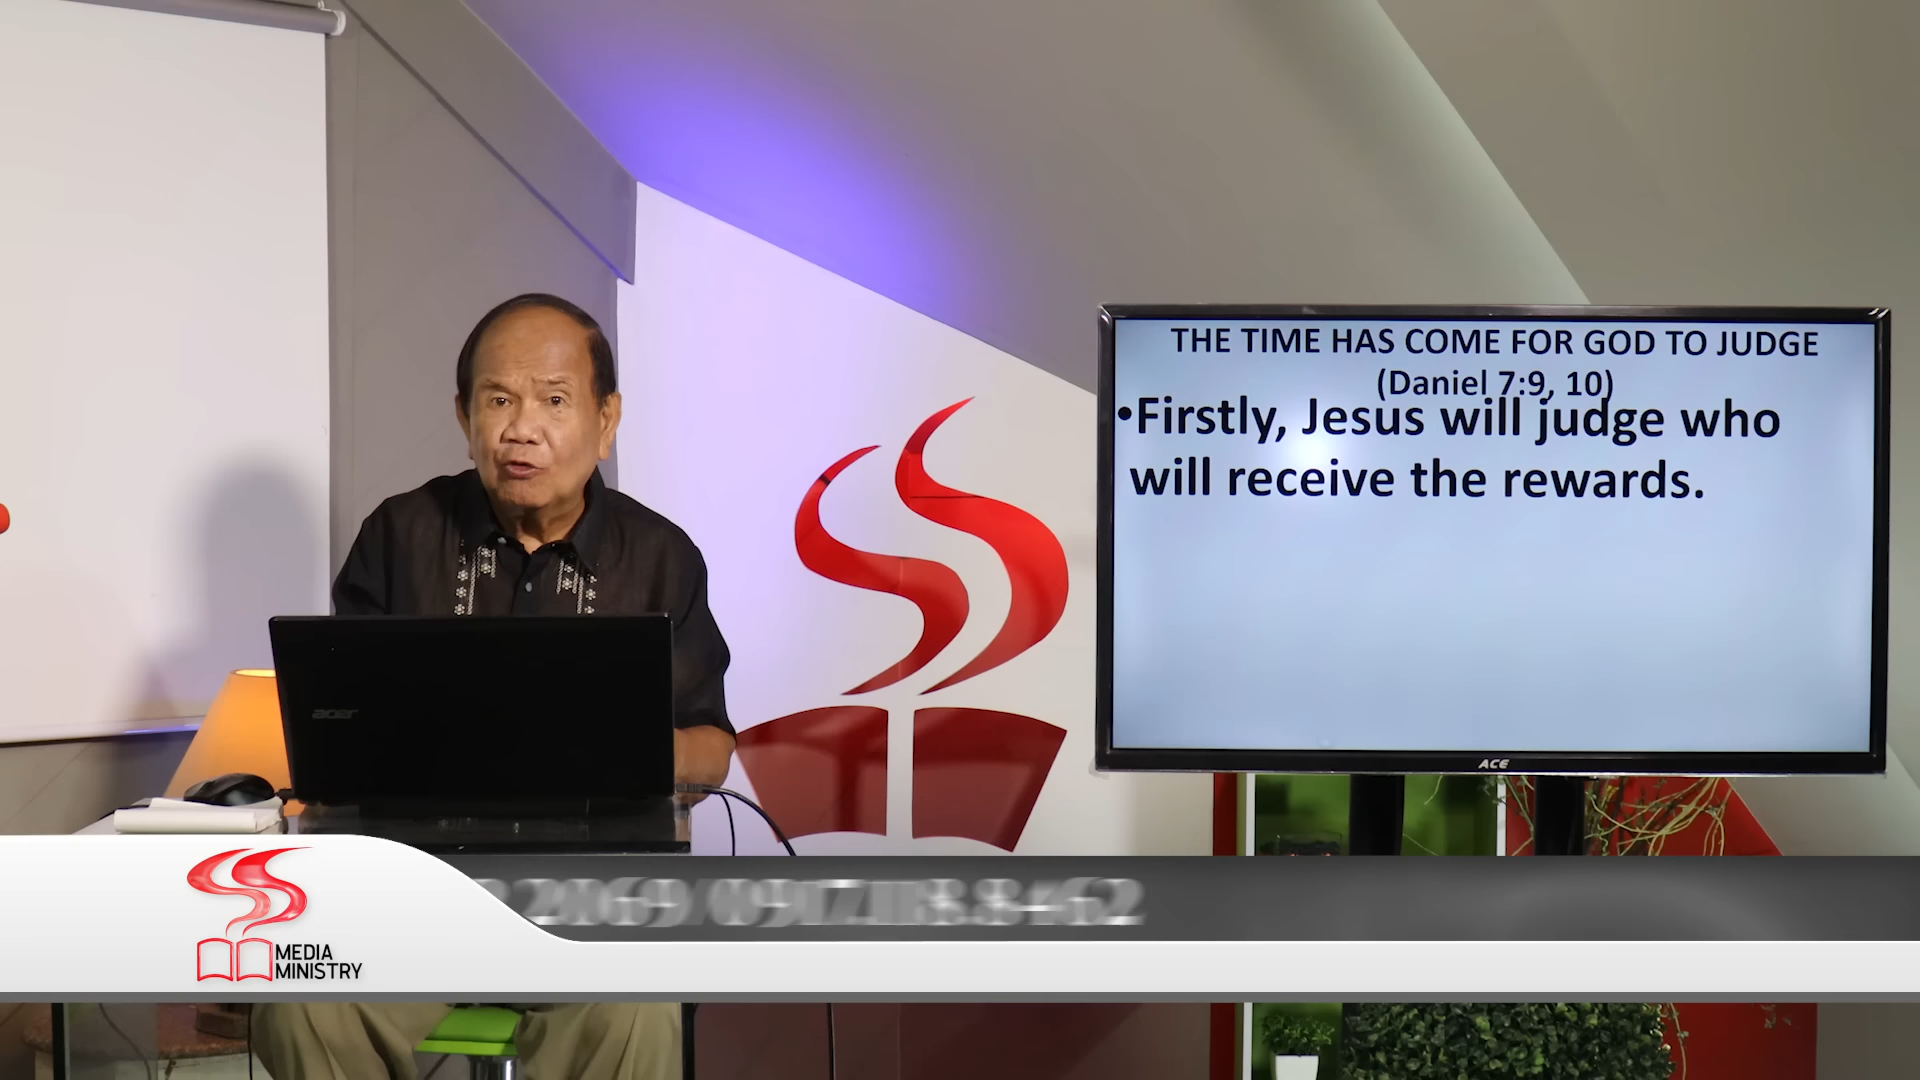 THE TIME HAS COME FOR GOD TO JUDGE
(Daniel 7:9, 10)
•Firstly, Jesus will judge who
will receive the rewards.
acer
ACE
MEDIA
MINISTRY